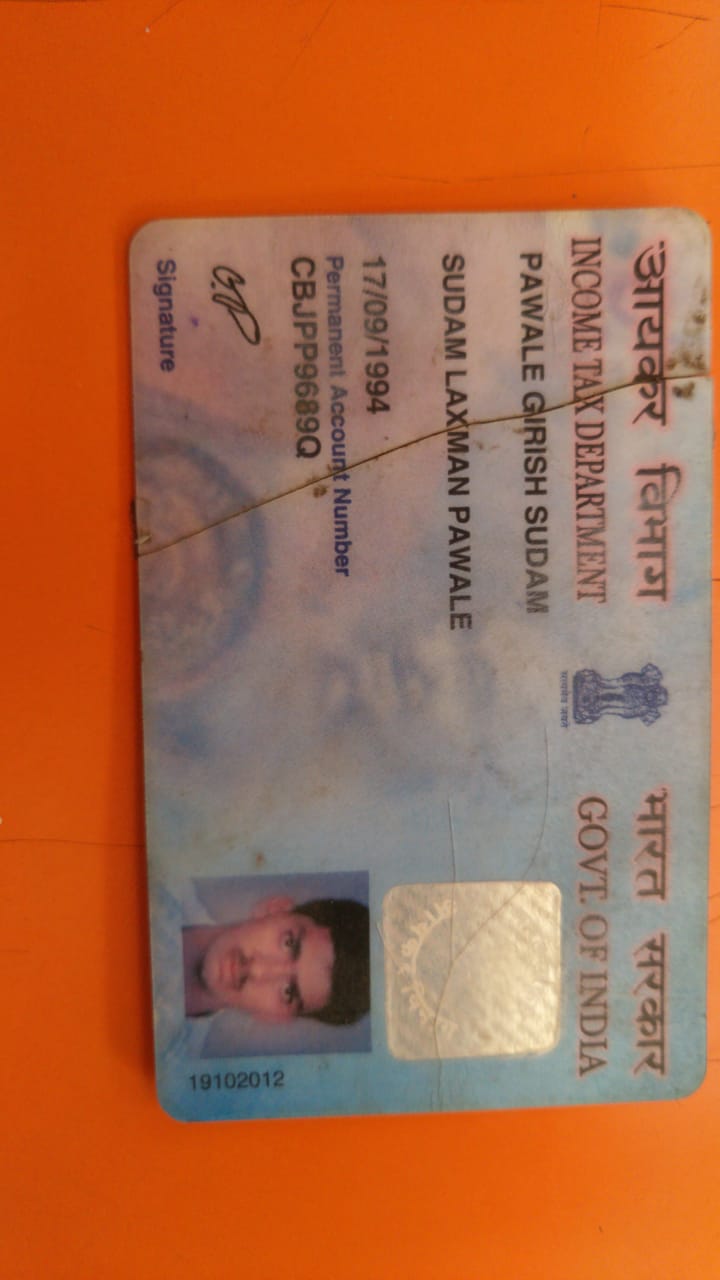 आयकर विभाग
INCOME TAX DEPARTMENT
सत्यमेव जयते
भारत सरकार
GOVT. OF INDIA
PAWALE GIRISH SUDAM
SUDAM LAXMAN PAWALE
17/09/1994
Permanent Account Number
CBJPP9689Q
Signature
19102012